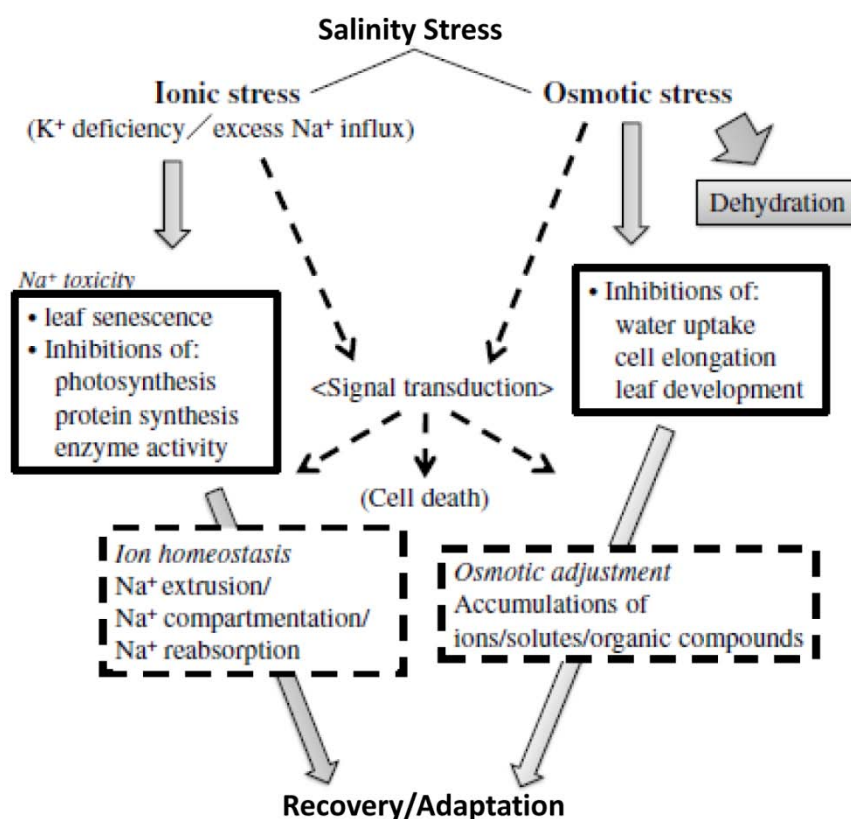 Salinity Stress
Ionic stress
(K⁺ deficiency／excess Na⁺ influx)
Osmotic stress
Dehydration
Na⁺ toxicity
• leaf senescence
• Inhibitions of:
photosynthesis
protein synthesis
enzyme activity
• Inhibitions of:
water uptake
cell elongation
leaf development
<Signal transduction>
(Cell death)
Ion homeostasis
Na⁺ extrusion/
Na⁺ compartmentation/
Na⁺ reabsorption
Osmotic adjustment
Accumulations of
ions/solutes/organic compounds
Recovery/Adaptation